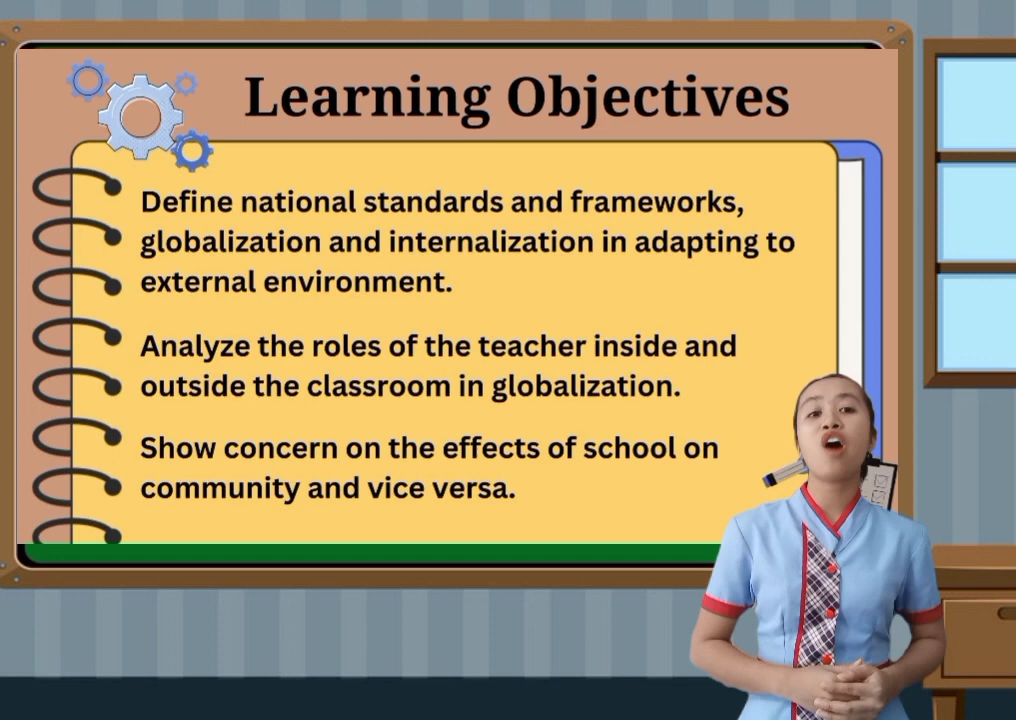 Learning Objectives
Define national standards and frameworks,
globalization and internalization in adapting to
external environment.
Analyze the roles of the teacher inside and
outside the classroom in globalization.
Show concern on the effects of school on
community and vice versa.